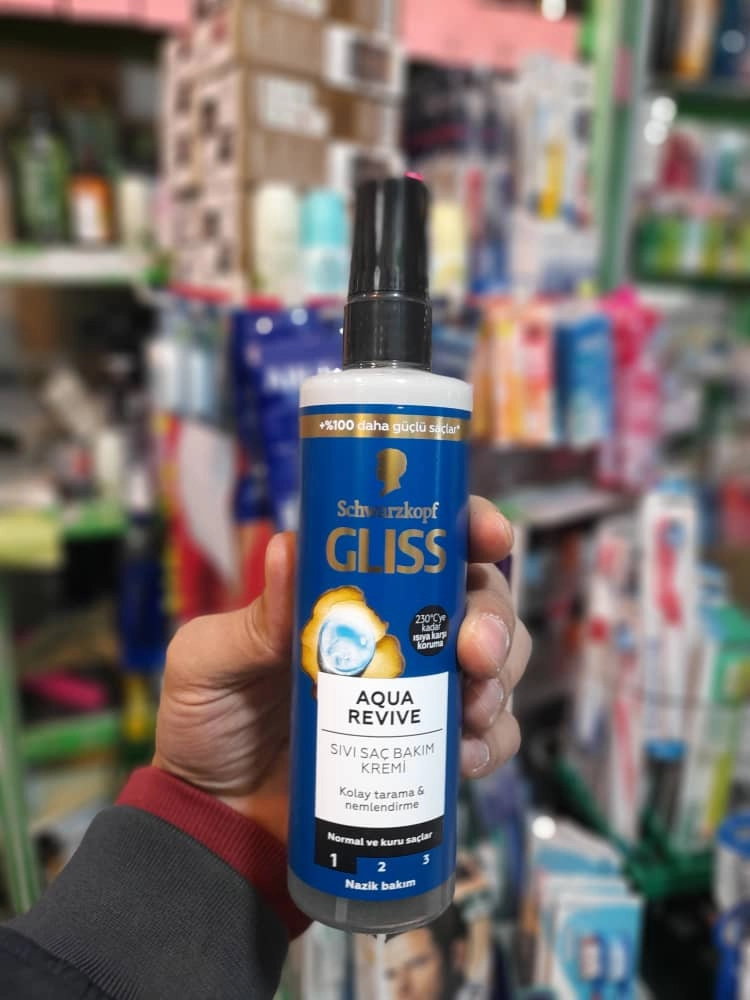 +%100 daha güçlü saçlar*
Schwarzkopf
GLISS
230°C'ye
kadar
ısıya karşı
koruma
AQUA
REVIVE
SIVI SAÇ BAKIM
KREMİ
Kolay tarama &
nemlendirme
Normal ve kuru saçlar
1 2 3
Nazik bakım